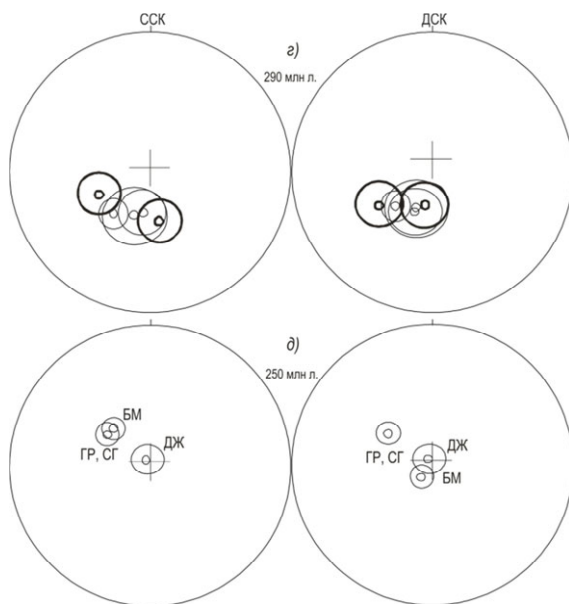 ССК
ДСК
г)
290 млн л.
д)
250 млн л.
БМ
ДЖ
ГР, СГ
ДЖ
ГР, СГ
БМ